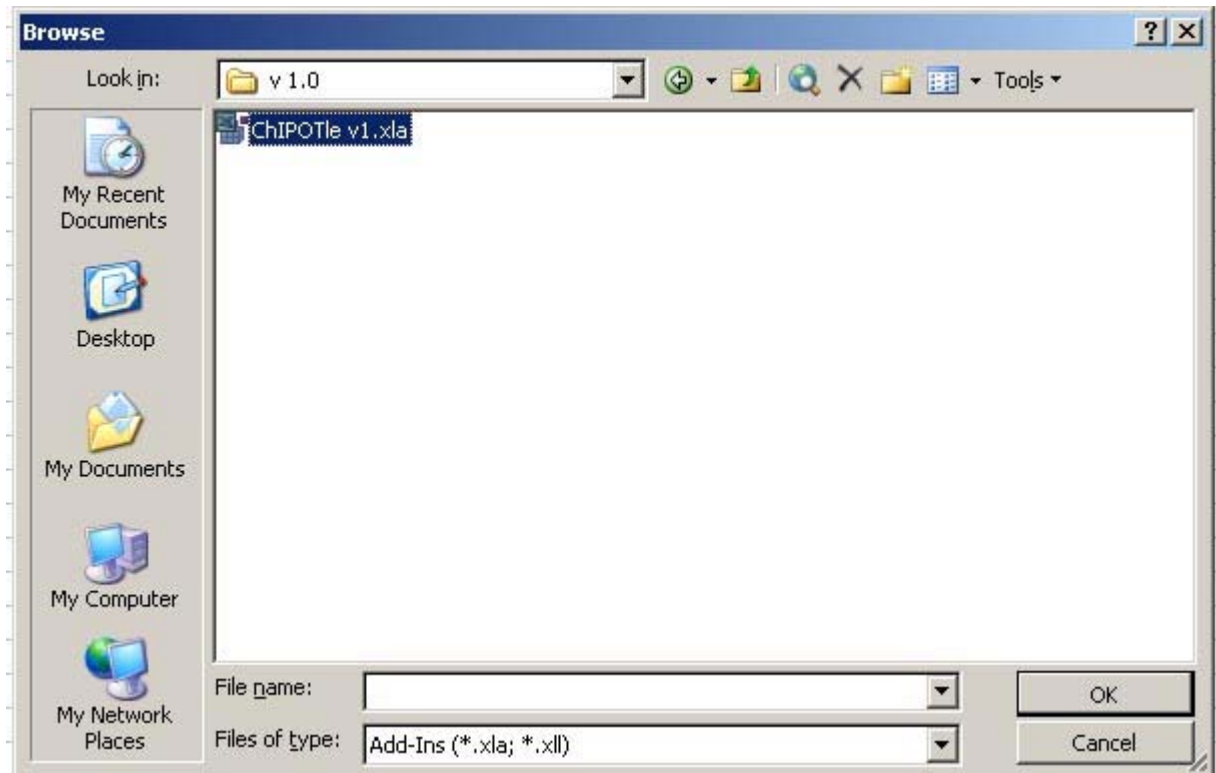 Browse
Look in:
v 1.0
Tools
ChIPOTle v1.xla
My Recent
Documents
Desktop
My Documents
My Computer
My Network
Places
File name:
OK
Files of type:
Add-Ins (*.xla; *.xll)
Cancel